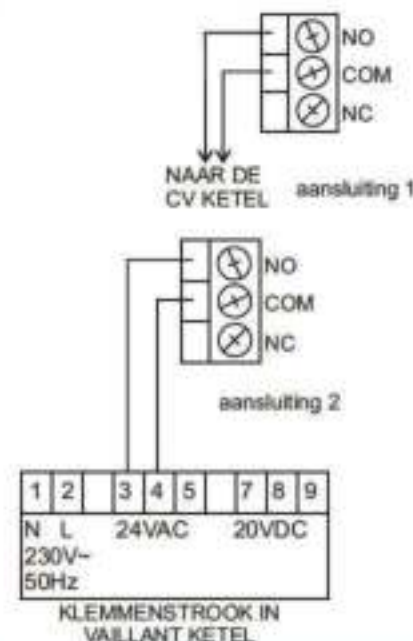 NO
COM
NC
NAAR DE
CV KETEL
aansluiting 1
NO
COM
NC
aansluiting 2
1 2 3 4 5 7 8 9
N L 24VAC 20VDC
230V~
50Hz
KLEMMENSTROOK IN
VAILLANT KETEL